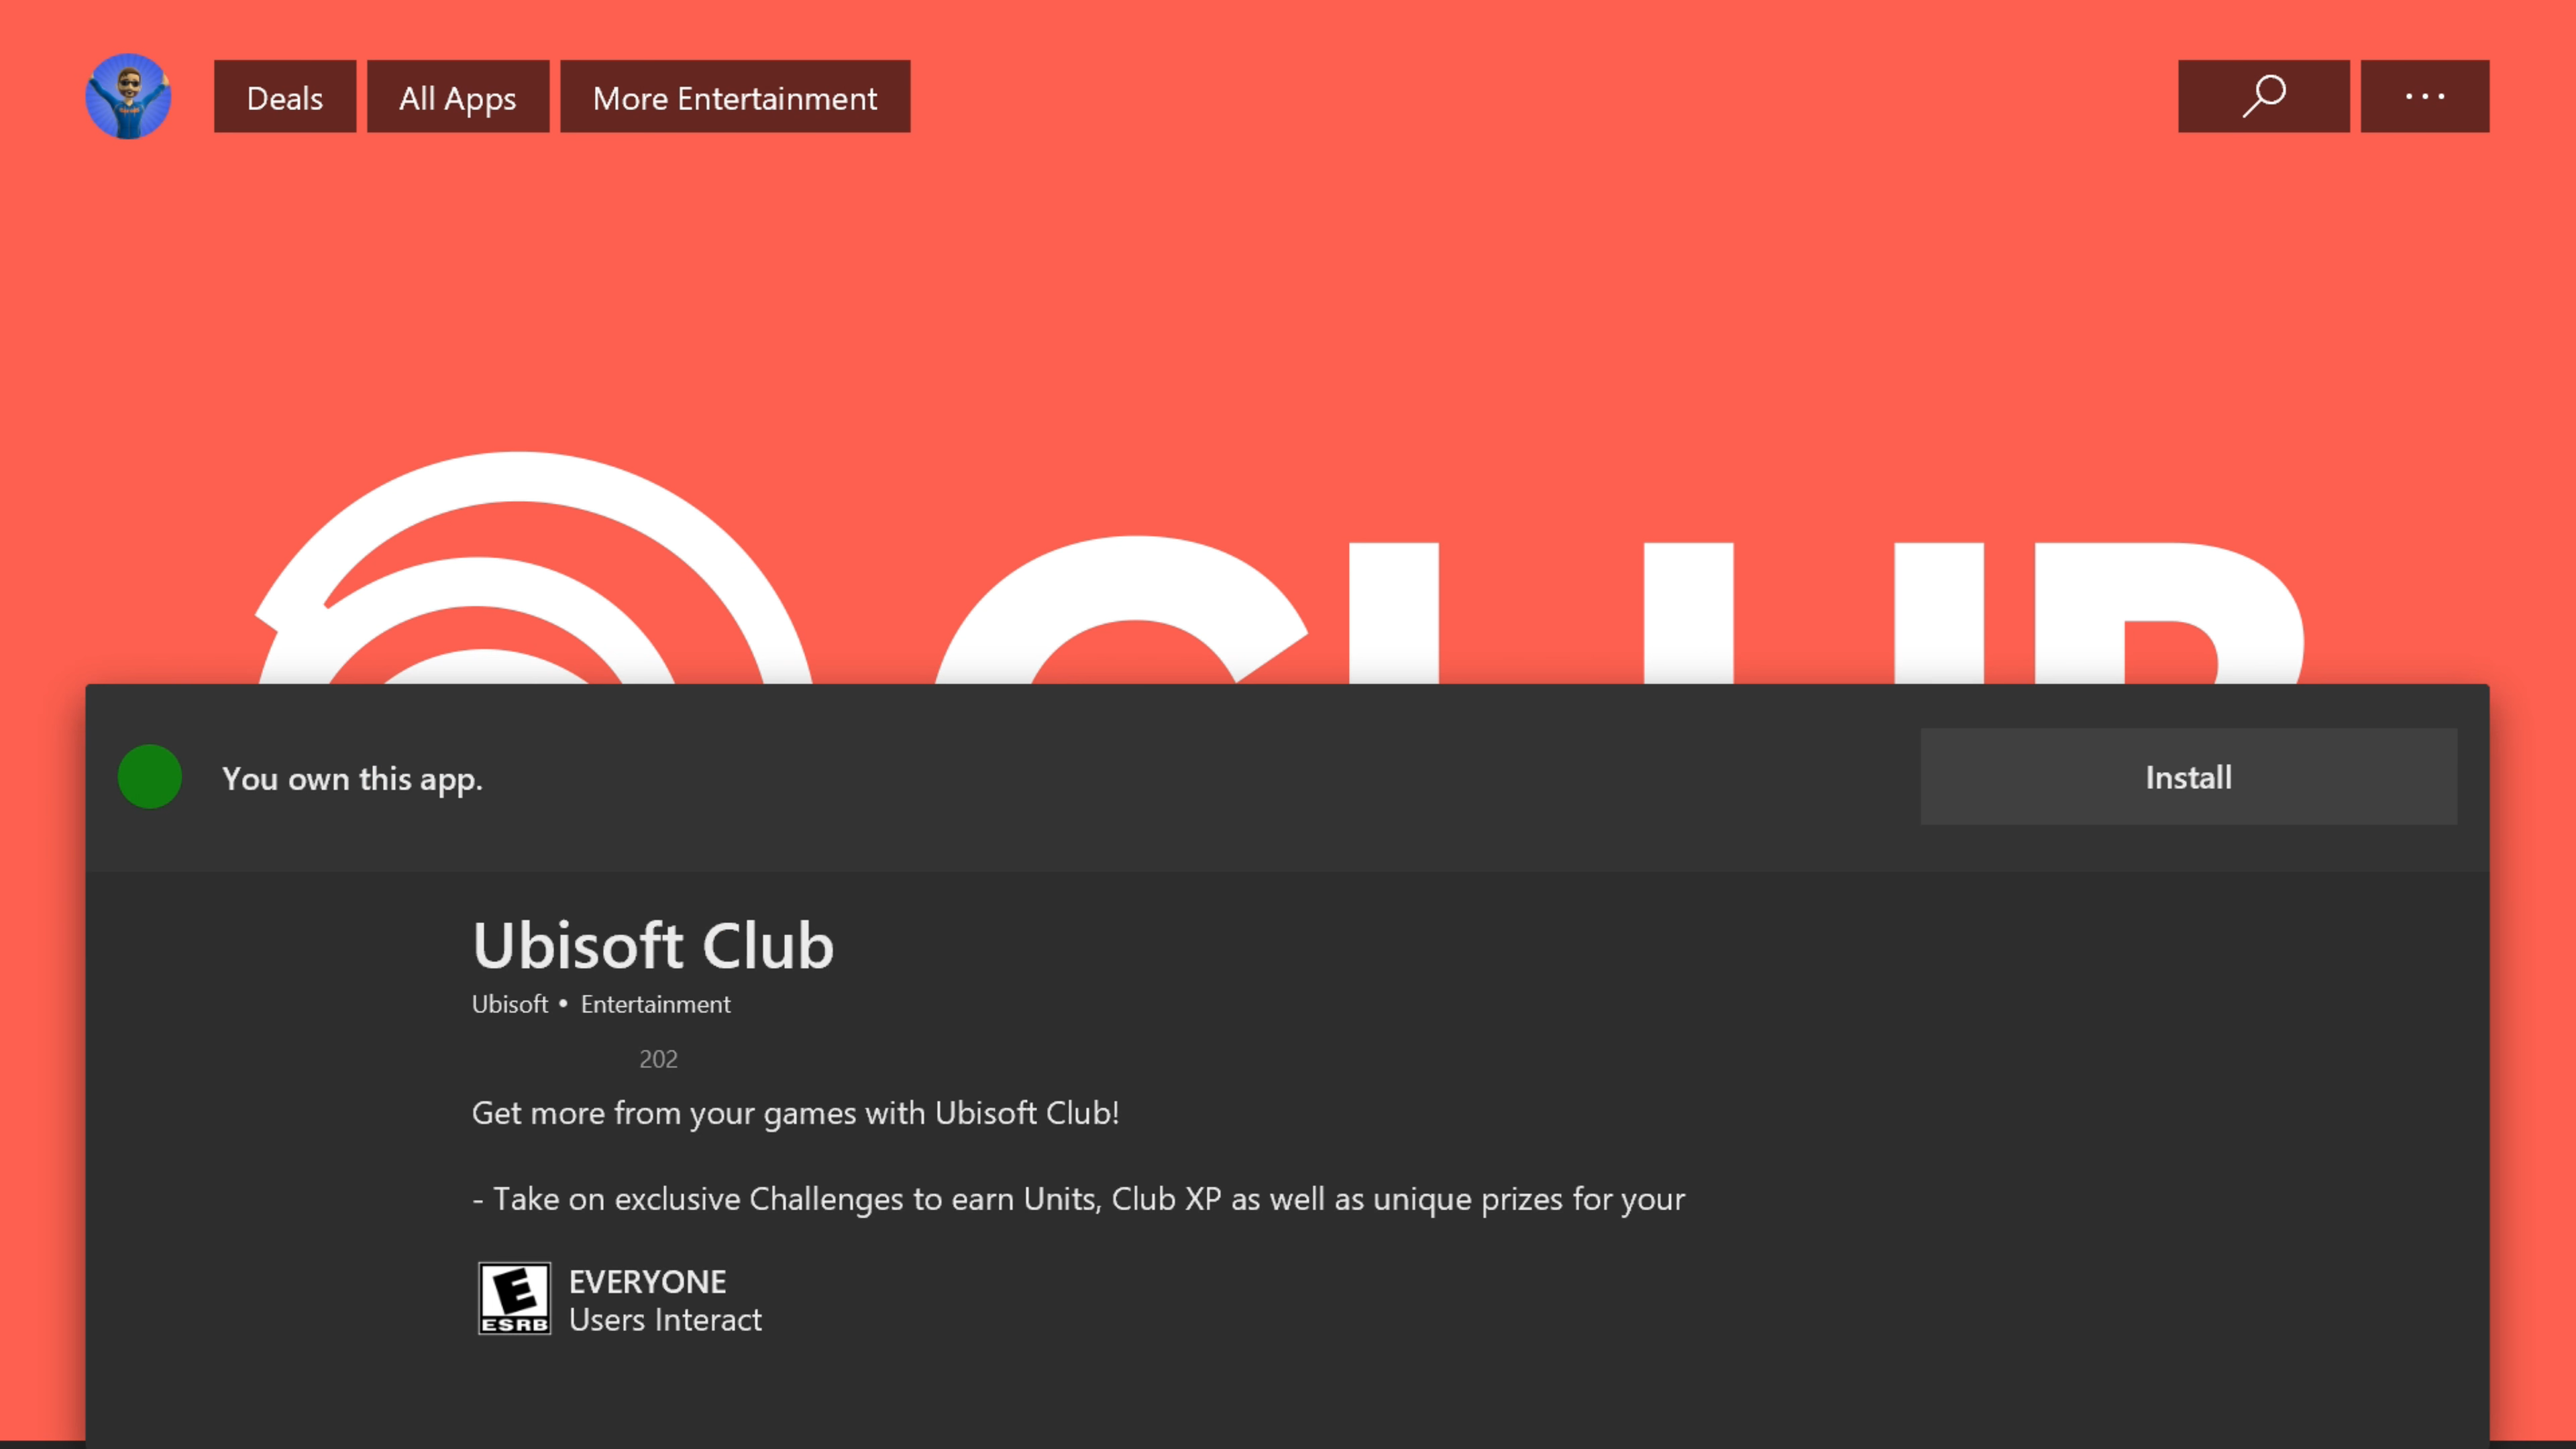 Deals
All Apps
More Entertainment
You own this app.
Install
Ubisoft Club
Ubisoft • Entertainment
202
Get more from your games with Ubisoft Club!
- Take on exclusive Challenges to earn Units, Club XP as well as unique prizes for your
E
ESRB
EVERYONE
Users Interact